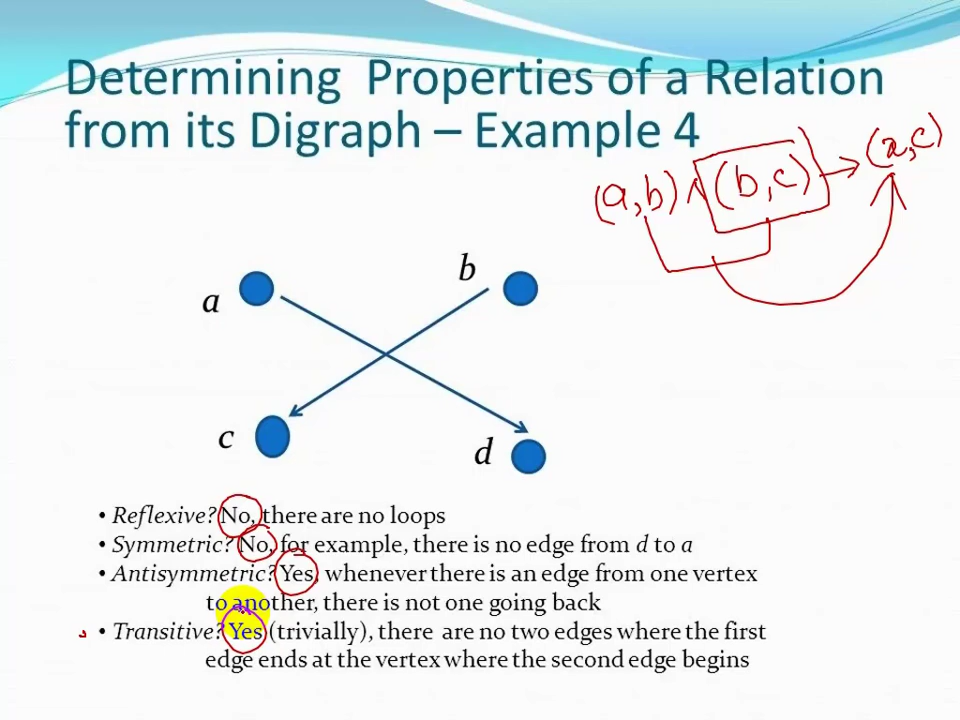 Determining Properties of a Relation
from its Digraph – Example 4
(a,b) ∧ (b,c) → (a,c)
a
b
c
d
• Reflexive? No, there are no loops
• Symmetric? No, for example, there is no edge from d to a
• Antisymmetric? Yes, whenever there is an edge from one vertex
to another, there is not one going back
• Transitive? Yes (trivially), there are no two edges where the first
edge ends at the vertex where the second edge begins